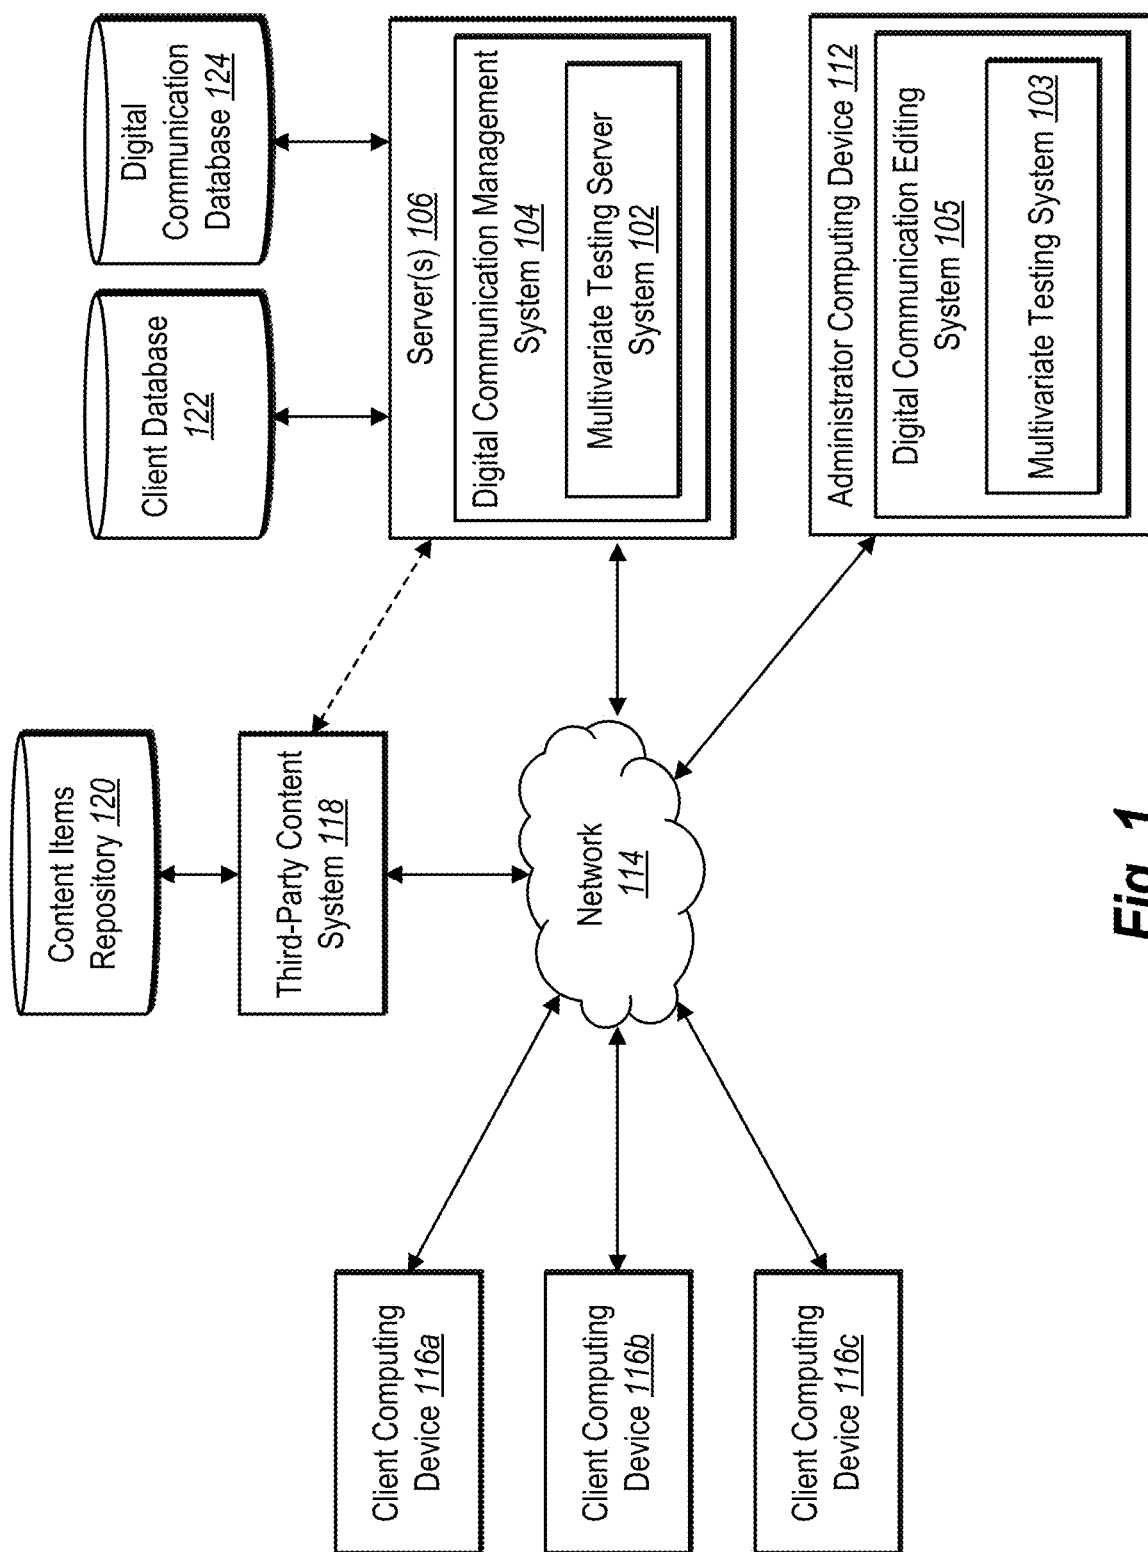 Content Items
Repository 120
Third-Party Content
System 118
Client Database
122
Digital
Communication
Database 124
Server(s) 106
Digital Communication Management
System 104
Multivariate Testing Server
System 102
Client Computing
Device 116a
Client Computing
Device 116b
Client Computing
Device 116c
Network
114
Administrator Computing Device 112
Digital Communication Editing
System 105
Multivariate Testing System 103
Fig. 1